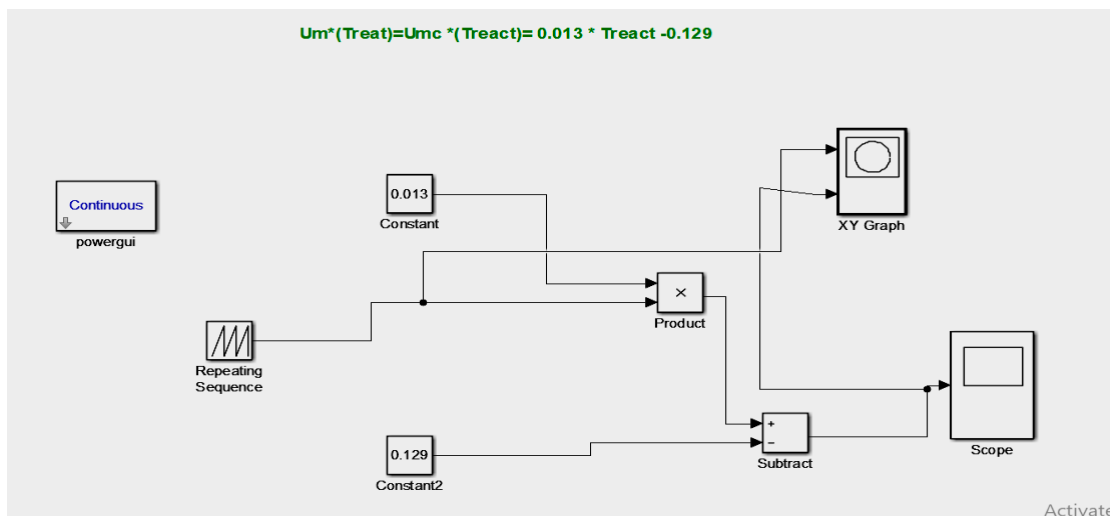 Um*(Treat)=Umc *(Treact)= 0.013 * Treact -0.129
Continuous
powergui
0.013
Constant
XY Graph
×
Product
Repeating
Sequence
+
−
Subtract
Scope
0.129
Constant2
Activate